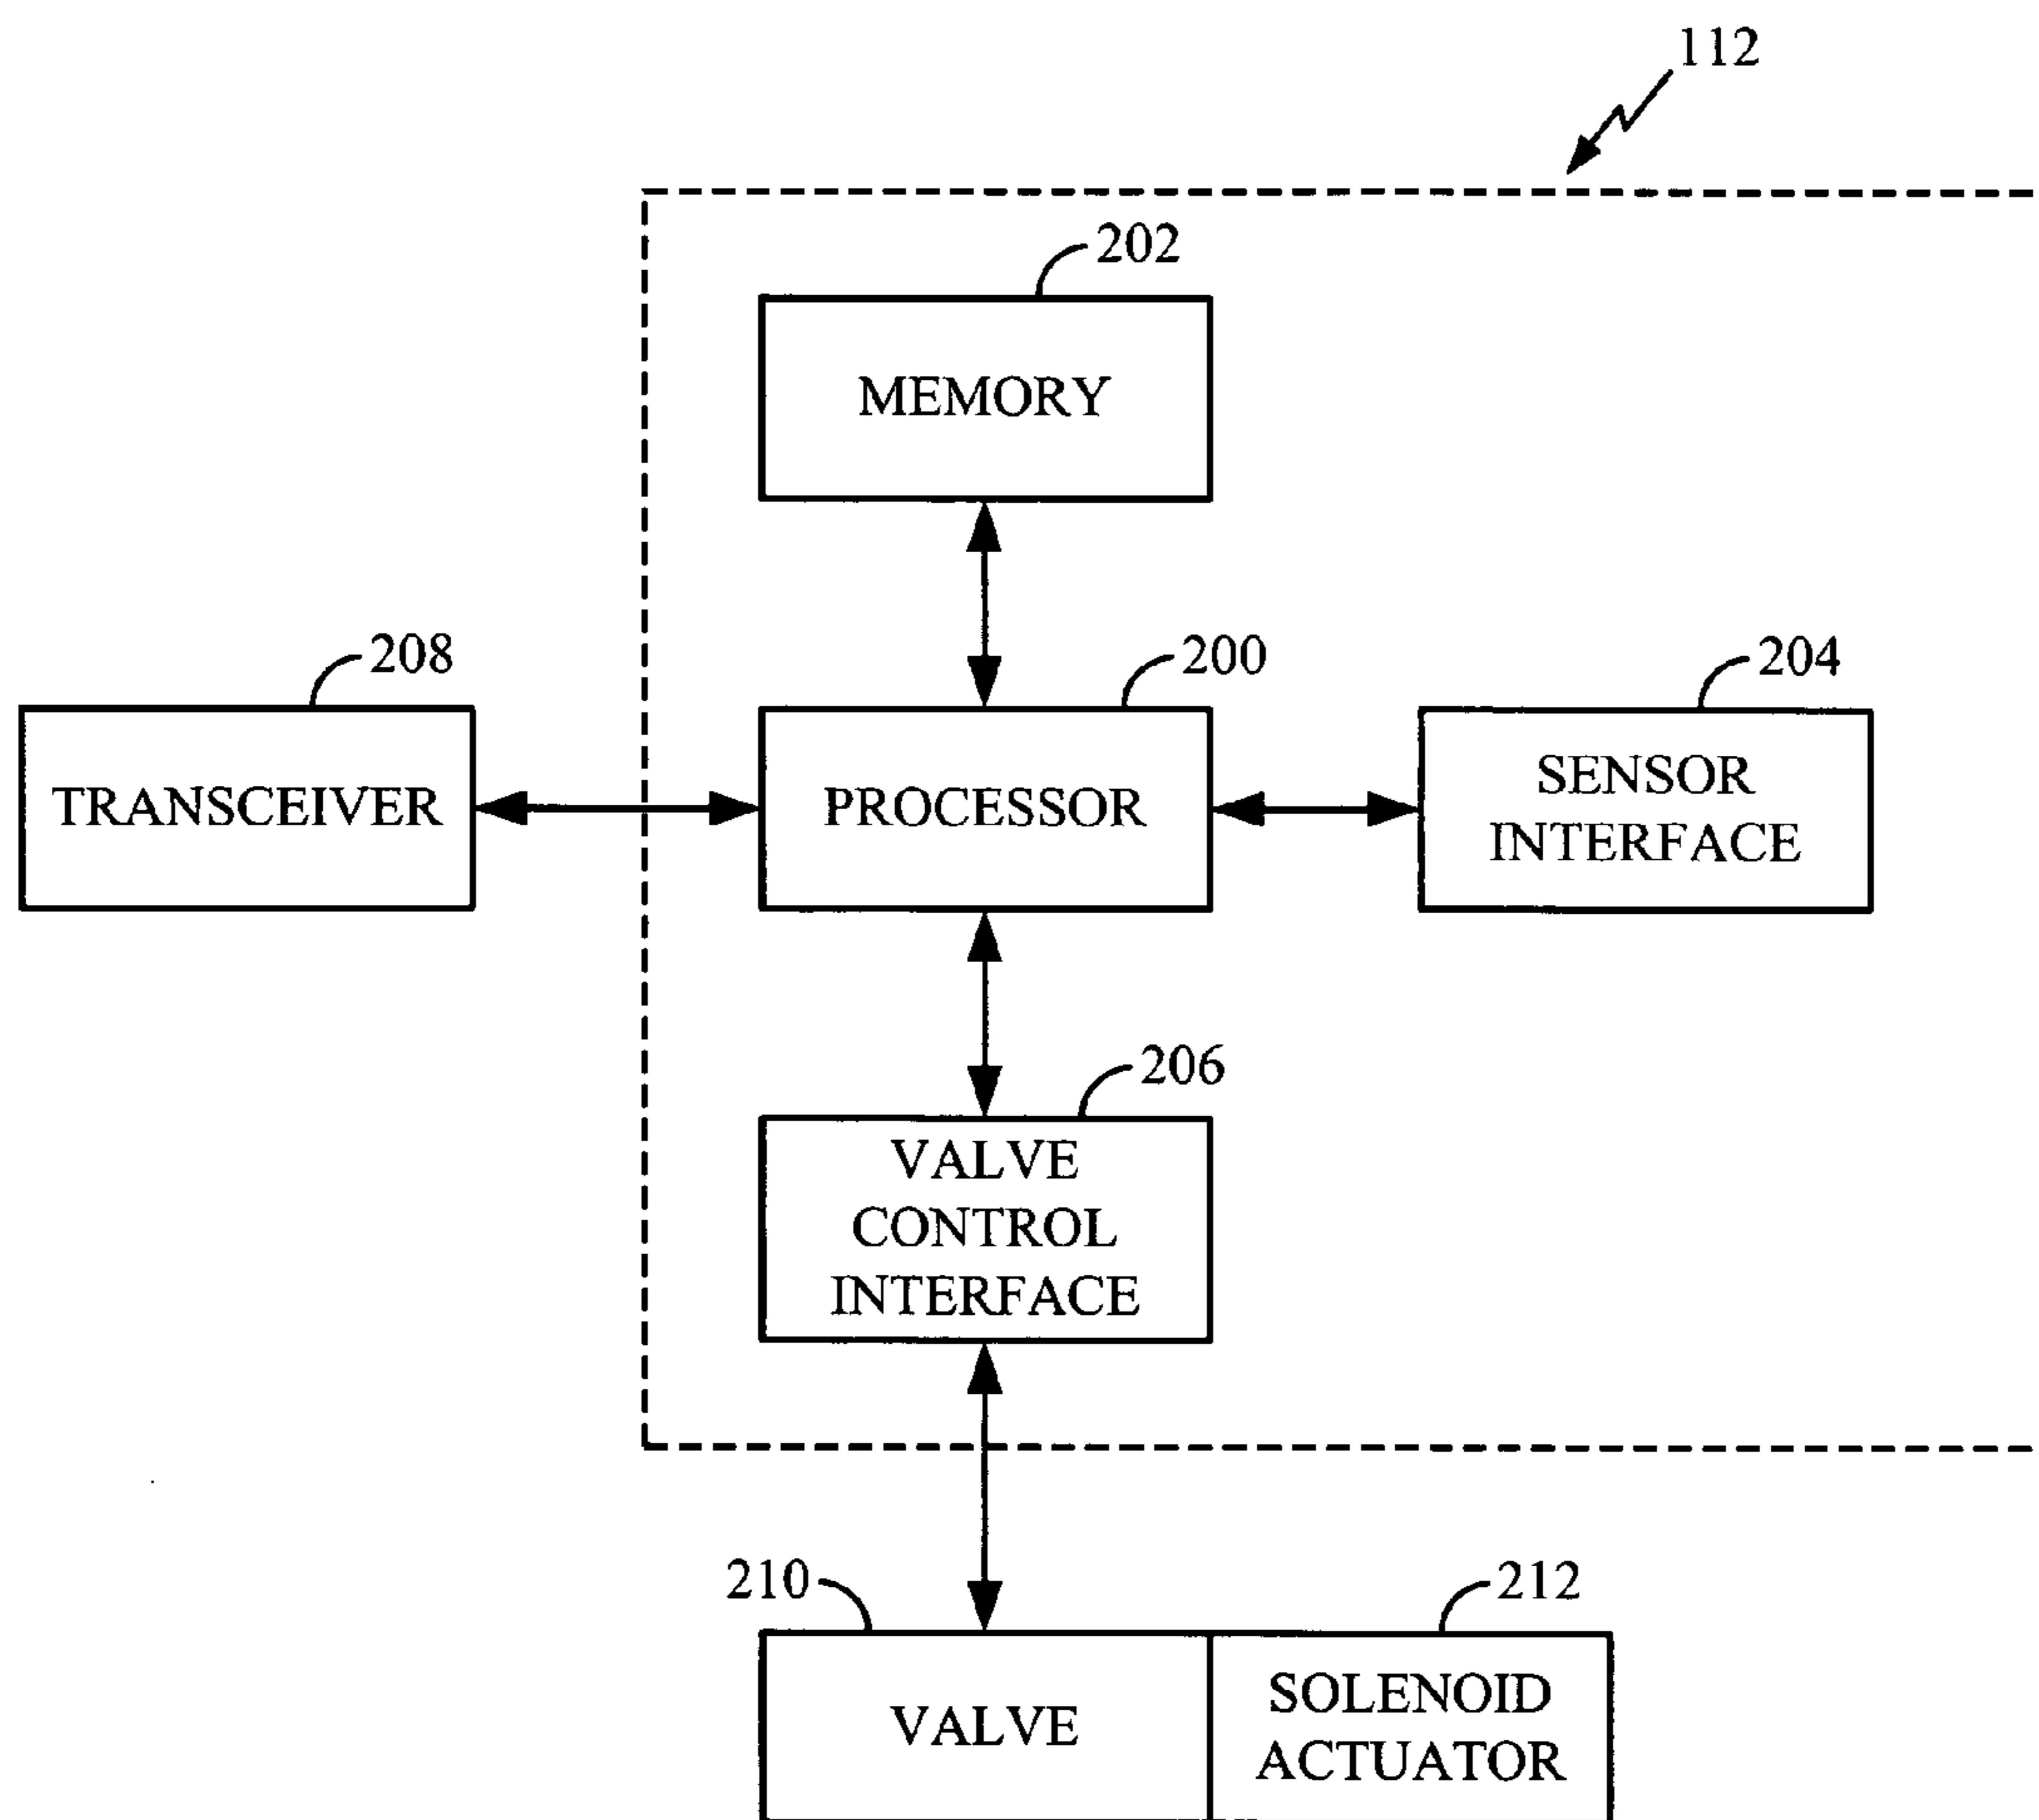 112
202
MEMORY
208
200
204
TRANSCEIVER
PROCESSOR
SENSOR
INTERFACE
206
VALVE
CONTROL
INTERFACE
210
212
VALVE
SOLENOID
ACTUATOR